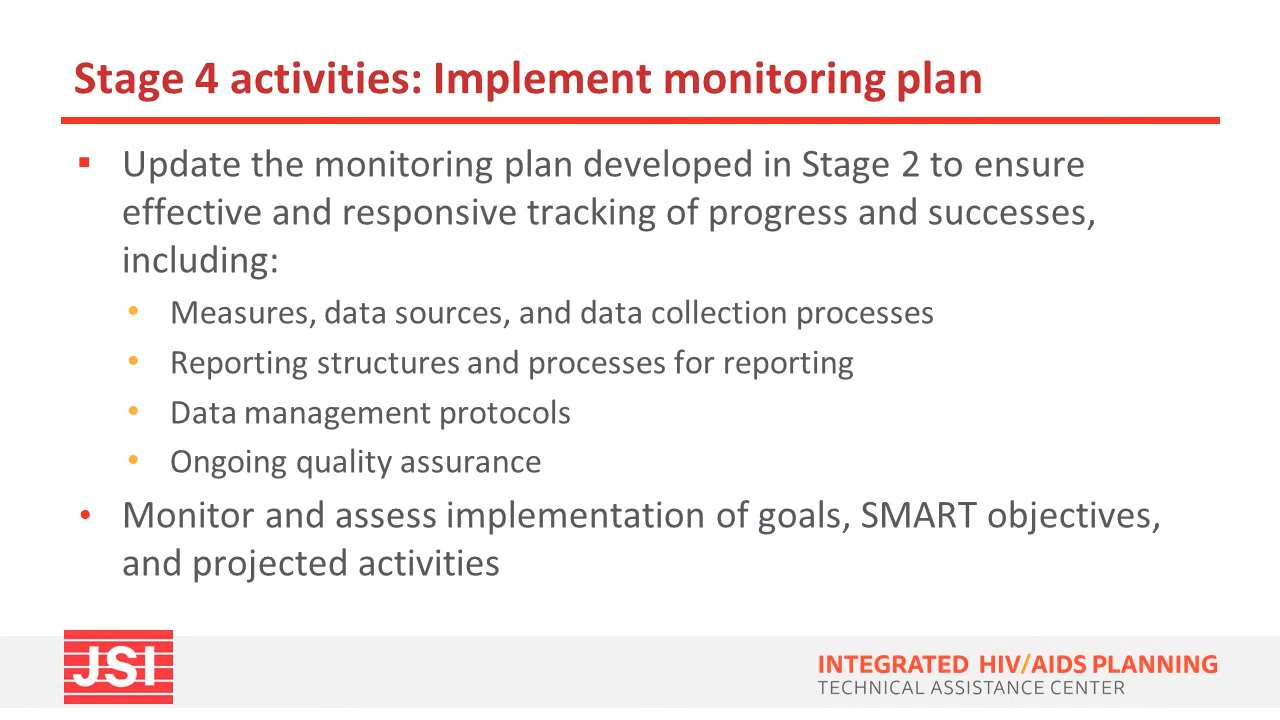 Stage 4 activities: Implement monitoring plan
▪ Update the monitoring plan developed in Stage 2 to ensure
effective and responsive tracking of progress and successes,
including:
• Measures, data sources, and data collection processes
• Reporting structures and processes for reporting
• Data management protocols
• Ongoing quality assurance
• Monitor and assess implementation of goals, SMART objectives,
and projected activities
JSI
INTEGRATED HIV/AIDS PLANNING
TECHNICAL ASSISTANCE CENTER